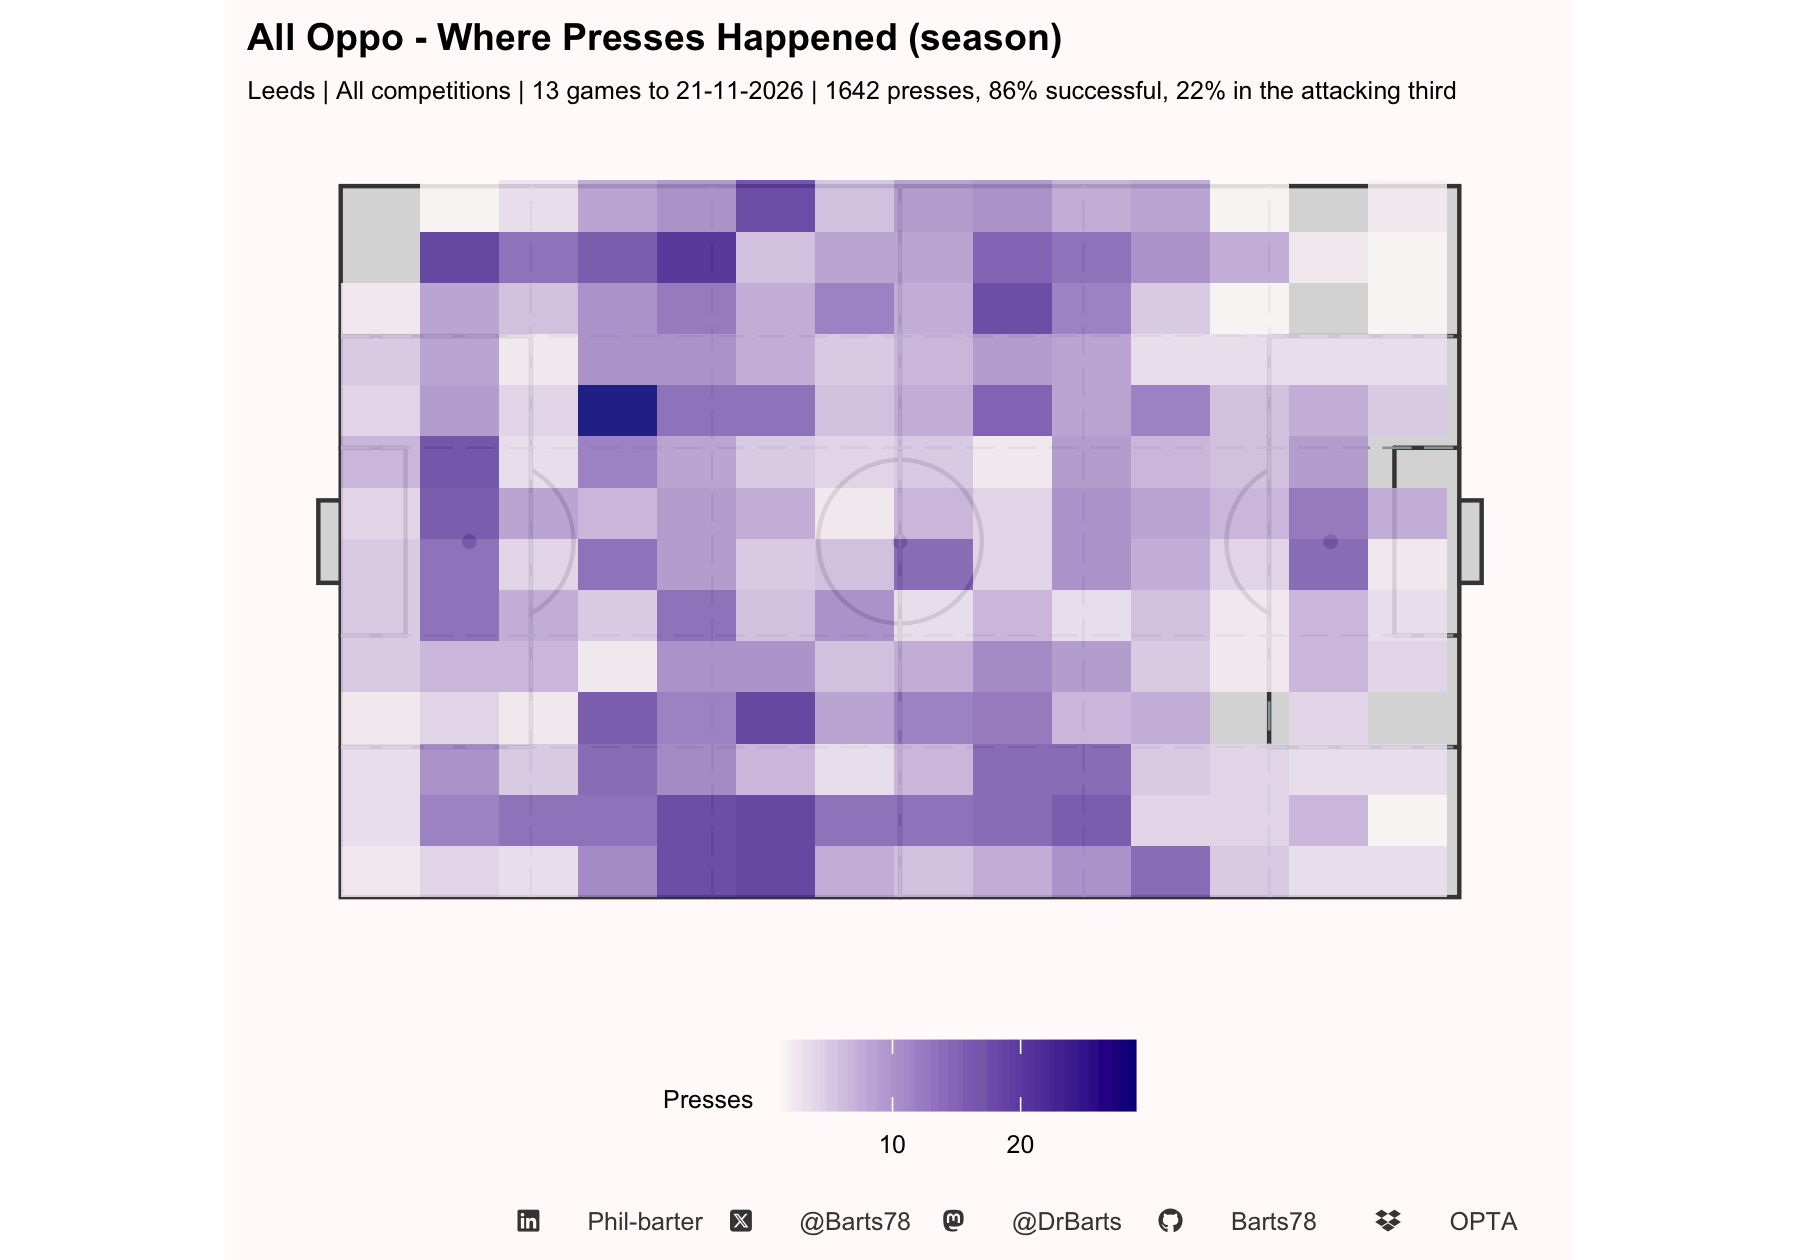 All Oppo - Where Presses Happened (season)
Leeds | All competitions | 13 games to 21-11-2026 | 1642 presses, 86% successful, 22% in the attacking third
Presses
10 20
Phil-barter @Barts78 @DrBarts Barts78 OPTA